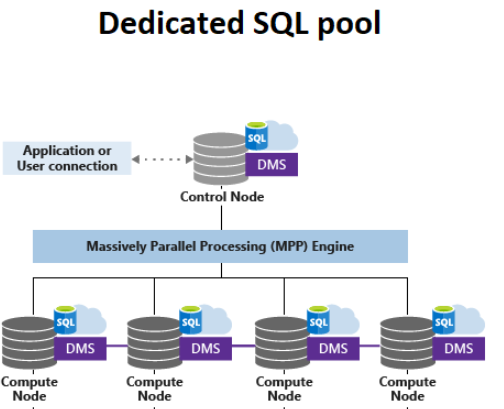 Dedicated SQL pool
SQL
Application or
User connection
DMS
Control Node
Massively Parallel Processing (MPP) Engine
SQL
SQL
SQL
SQL
DMS
DMS
DMS
DMS
Compute
Node
Compute
Node
Compute
Node
Compute
Node